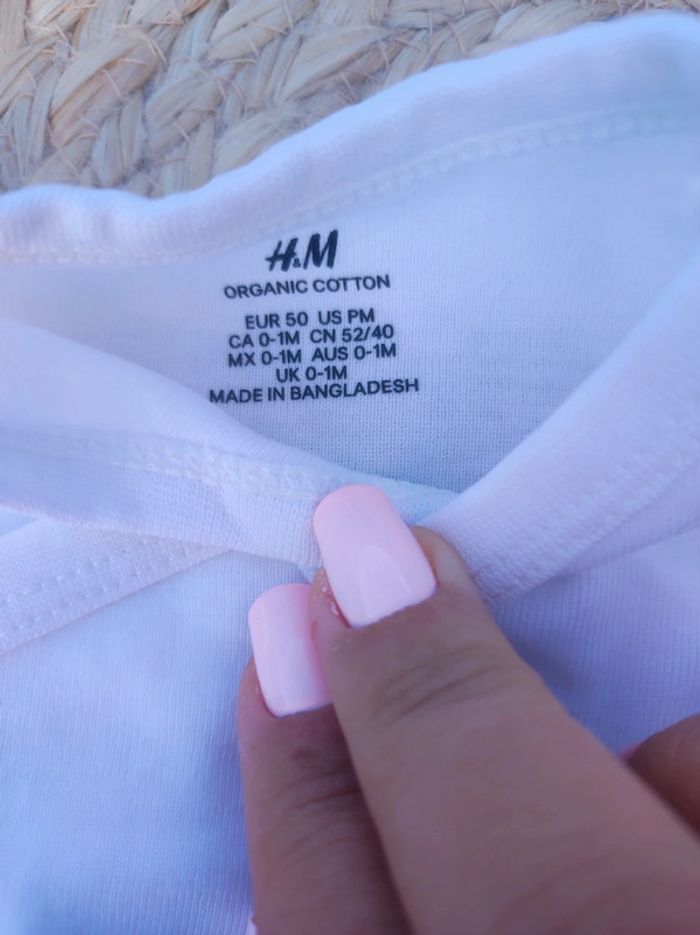 H&M
ORGANIC COTTON
EUR 50 US PM
CA 0-1M CN 52/40
MX 0-1M AUS 0-1M
UK 0-1M
MADE IN BANGLADESH